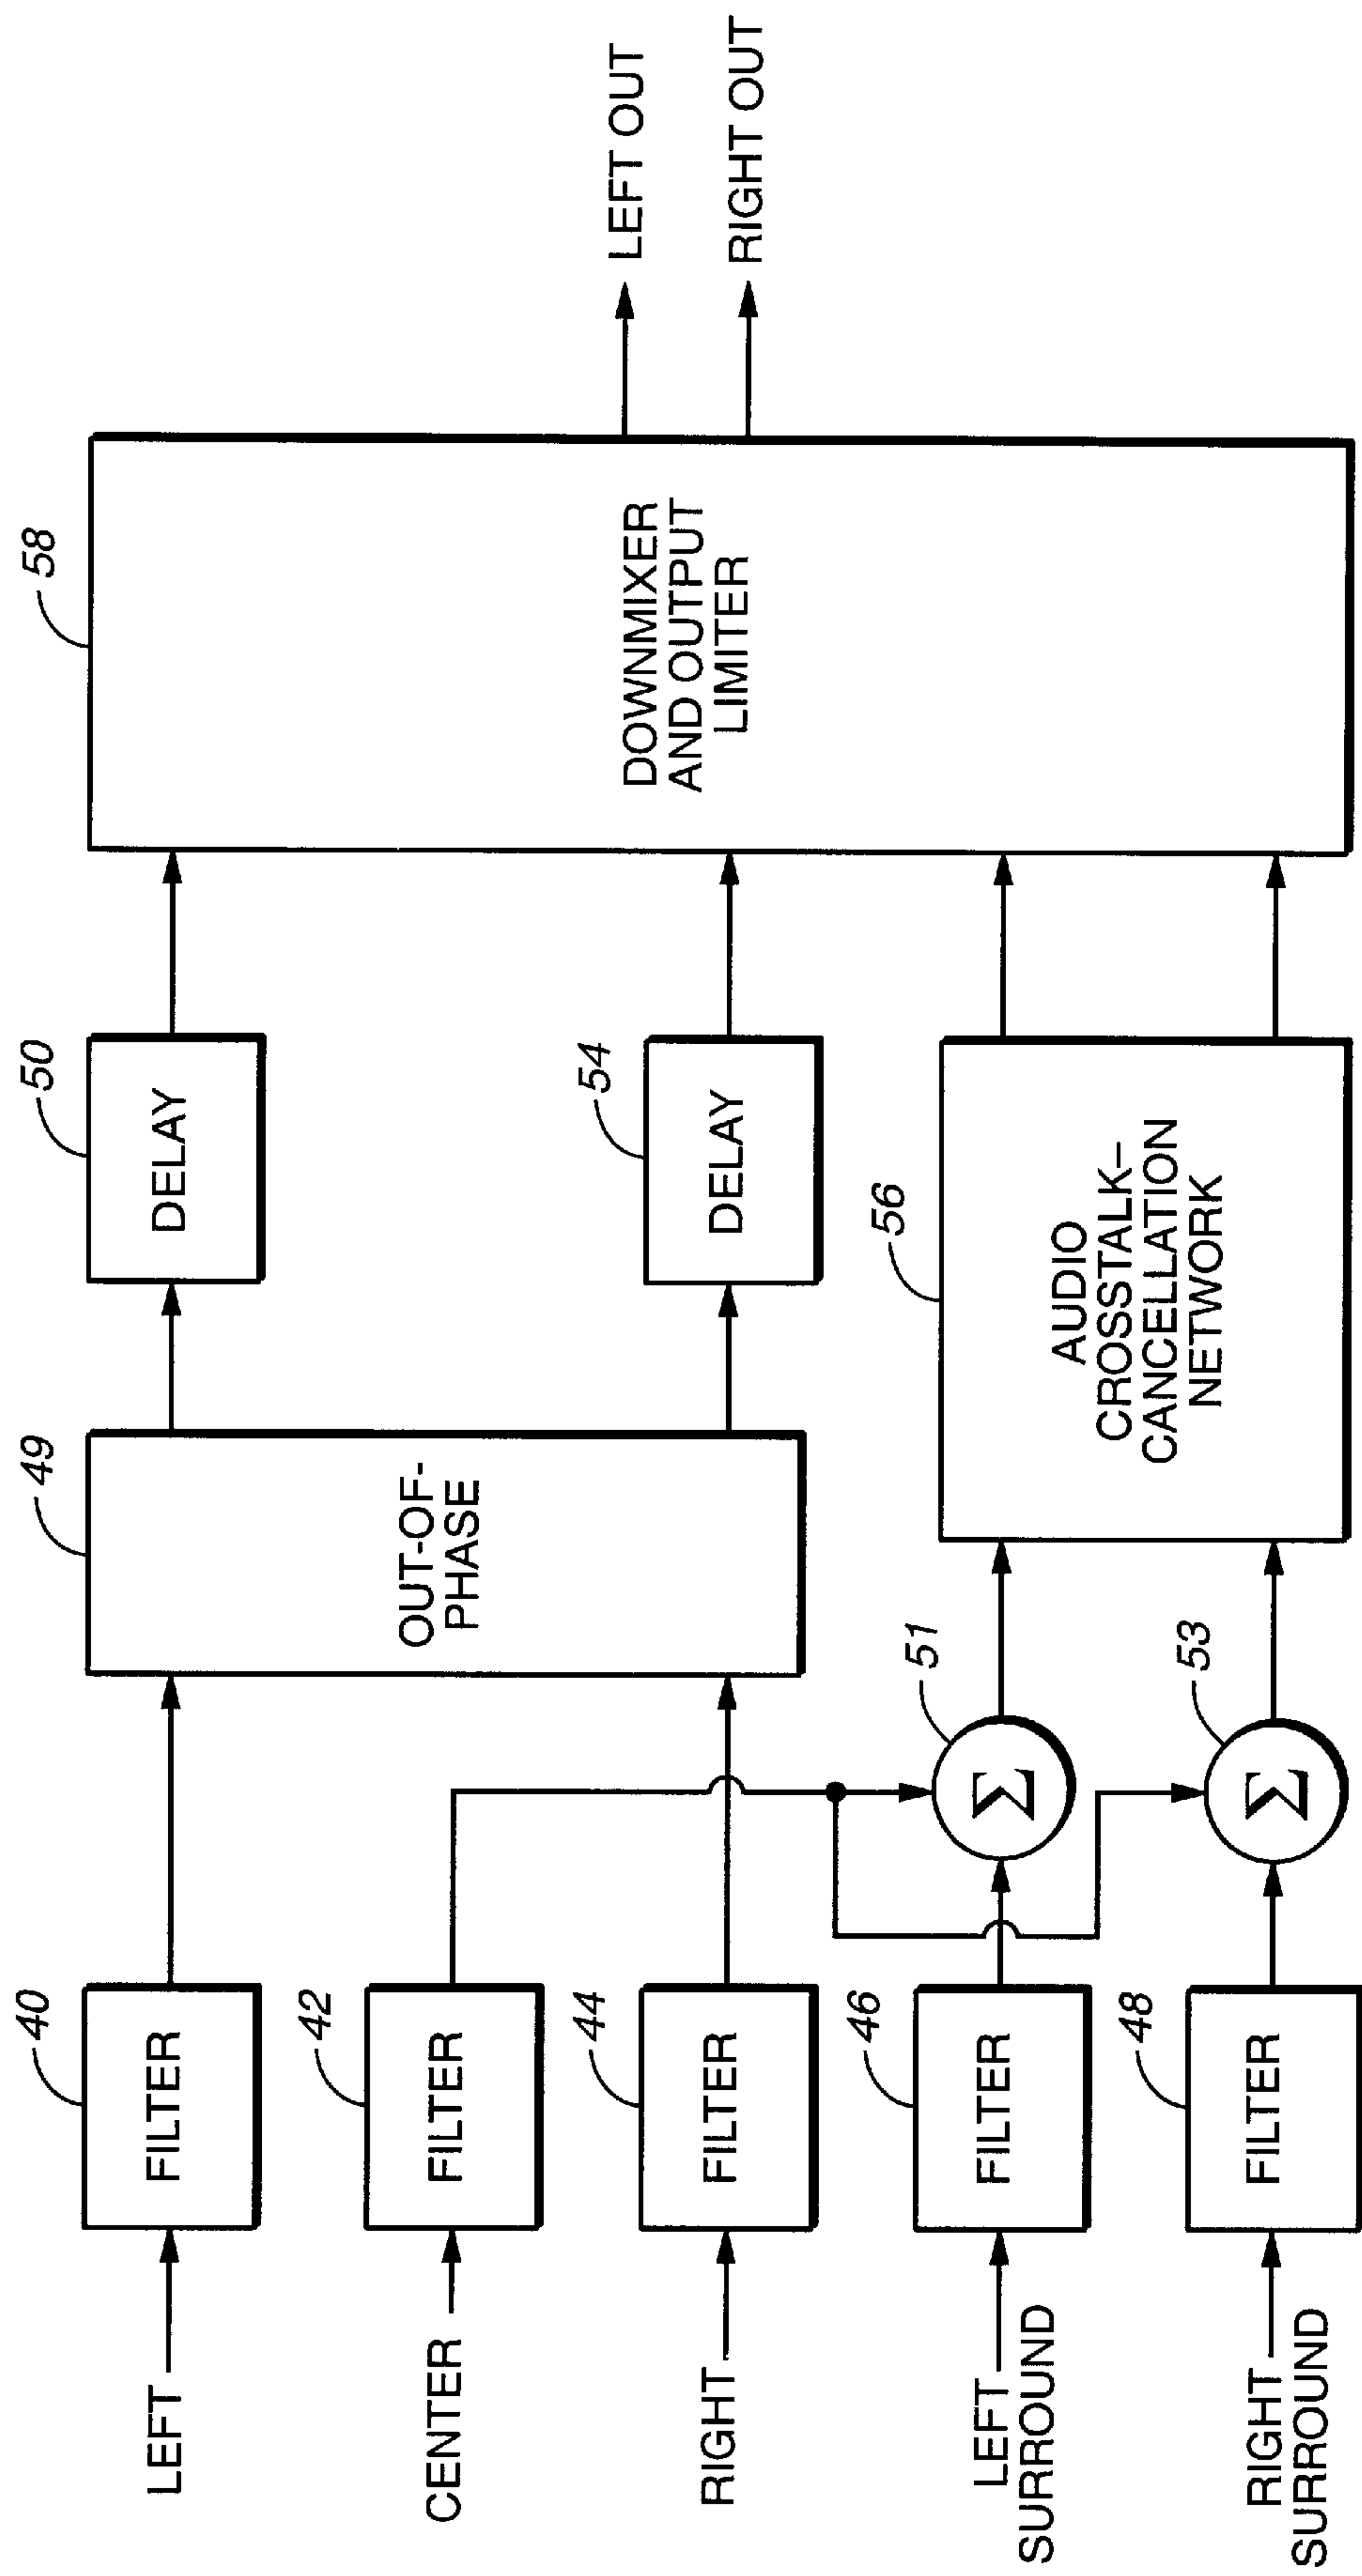 LEFT
CENTER
RIGHT
LEFT
SURROUND
RIGHT
SURROUND
40
FILTER
42
FILTER
44
FILTER
46
FILTER
48
FILTER
49
OUT-OF-
PHASE
51
Σ
53
Σ
50
DELAY
54
DELAY
56
AUDIO
CROSSTALK–
CANCELLATION
NETWORK
58
DOWNMIXER
AND OUTPUT
LIMITER
LEFT OUT
RIGHT OUT